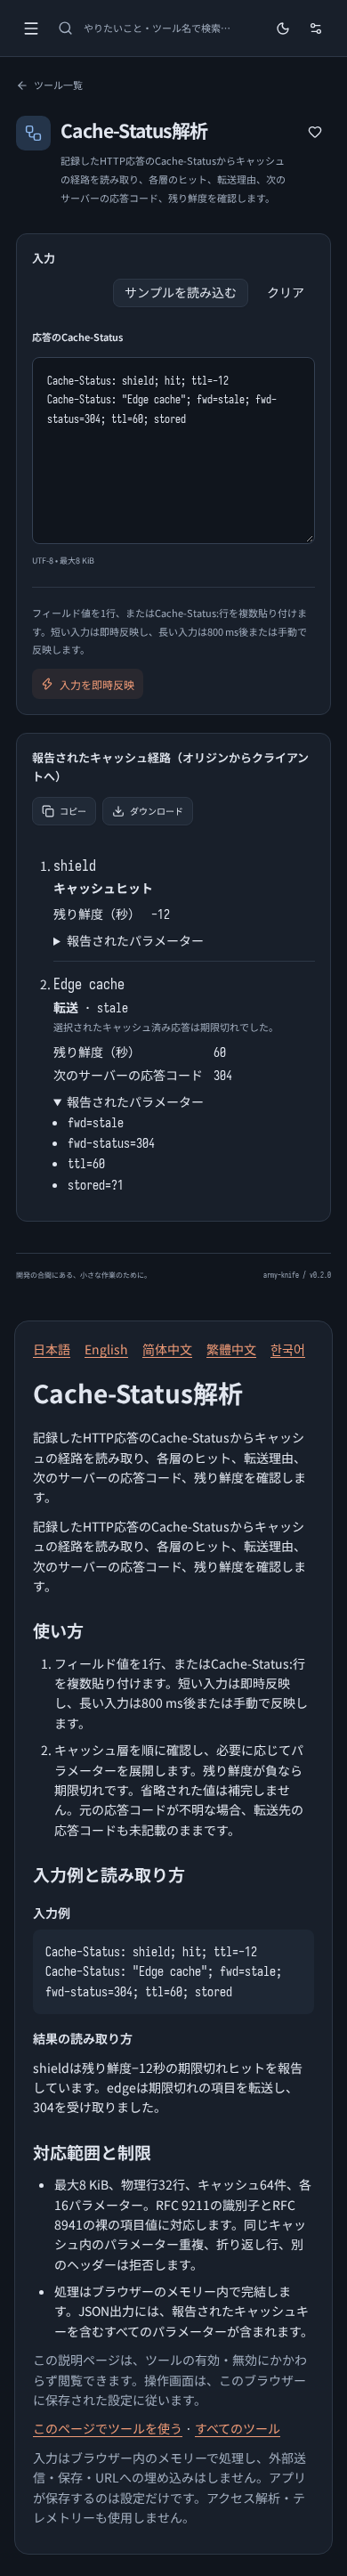 やりたいこと・ツール名で検索…
ツール一覧
Cache-Status解析
記録したHTTP応答のCache-Statusからキャッシュ
の経路を読み取り、各層のヒット、転送理由、次の
サーバーの応答コード、残り鮮度を確認します。
入力
サンプルを読み込む
クリア
応答のCache-Status
Cache-Status: shield; hit; ttl=-12
Cache-Status: "Edge cache"; fwd=stale; fwd-
status=304; ttl=60; stored
UTF-8 • 最大8 KiB
フィールド値を1行、またはCache-Status:行を複数貼り付けま
す。短い入力は即時反映し、長い入力は800 ms後または手動で
反映します。
入力を即時反映
報告されたキャッシュ経路（オリジンからクライアン
トへ）
コピー
ダウンロード
1. shield
キャッシュヒット
残り鮮度（秒） -12
▶ 報告されたパラメーター
2. Edge cache
転送 · stale
選択されたキャッシュ済み応答は期限切れでした。
残り鮮度（秒） 60
次のサーバーの応答コード 304
▼ 報告されたパラメーター
• fwd=stale
• fwd-status=304
• ttl=60
• stored=?1
開発の合間にある、小さな作業のために。
army-knife / v0.2.0
日本語 English 简体中文 繁體中文 한국어
Cache-Status解析
記録したHTTP応答のCache-Statusからキャッシ
ュの経路を読み取り、各層のヒット、転送理由、
次のサーバーの応答コード、残り鮮度を確認しま
す。
記録したHTTP応答のCache-Statusからキャッシ
ュの経路を読み取り、各層のヒット、転送理由、
次のサーバーの応答コード、残り鮮度を確認しま
す。
使い方
1. フィールド値を1行、またはCache-Status:行
を複数貼り付けます。短い入力は即時反映
し、長い入力は800 ms後または手動で反映し
ます。
2. キャッシュ層を順に確認し、必要に応じてパ
ラメーターを展開します。残り鮮度が負なら
期限切れです。省略された値は補完しませ
ん。元の応答コードが不明な場合、転送先の
応答コードも未記載のままです。
入力例と読み取り方
入力例
Cache-Status: shield; hit; ttl=-12
Cache-Status: "Edge cache"; fwd=stale;
fwd-status=304; ttl=60; stored
結果の読み取り方
shieldは残り鮮度−12秒の期限切れヒットを報告
しています。edgeは期限切れの項目を転送し、
304を受け取りました。
対応範囲と制限
• 最大8 KiB、物理行32行、キャッシュ64件、各
16パラメーター。RFC 9211の識別子とRFC
8941の裸の項目値に対応します。同じキャッ
シュ内のパラメーター重複、折り返し行、別
のヘッダーは拒否します。
• 処理はブラウザーのメモリー内で完結しま
す。JSON出力には、報告されたキャッシュキ
ーを含むすべてのパラメーターが含まれます。
この説明ページは、ツールの有効・無効にかかわ
らず閲覧できます。操作画面は、このブラウザー
に保存された設定に従います。
このページでツールを使う · すべてのツール
入力はブラウザー内のメモリーで処理し、外部送
信・保存・URLへの埋め込みはしません。アプリ
が保存するのは設定だけです。アクセス解析・テ
レメトリーも使用しません。